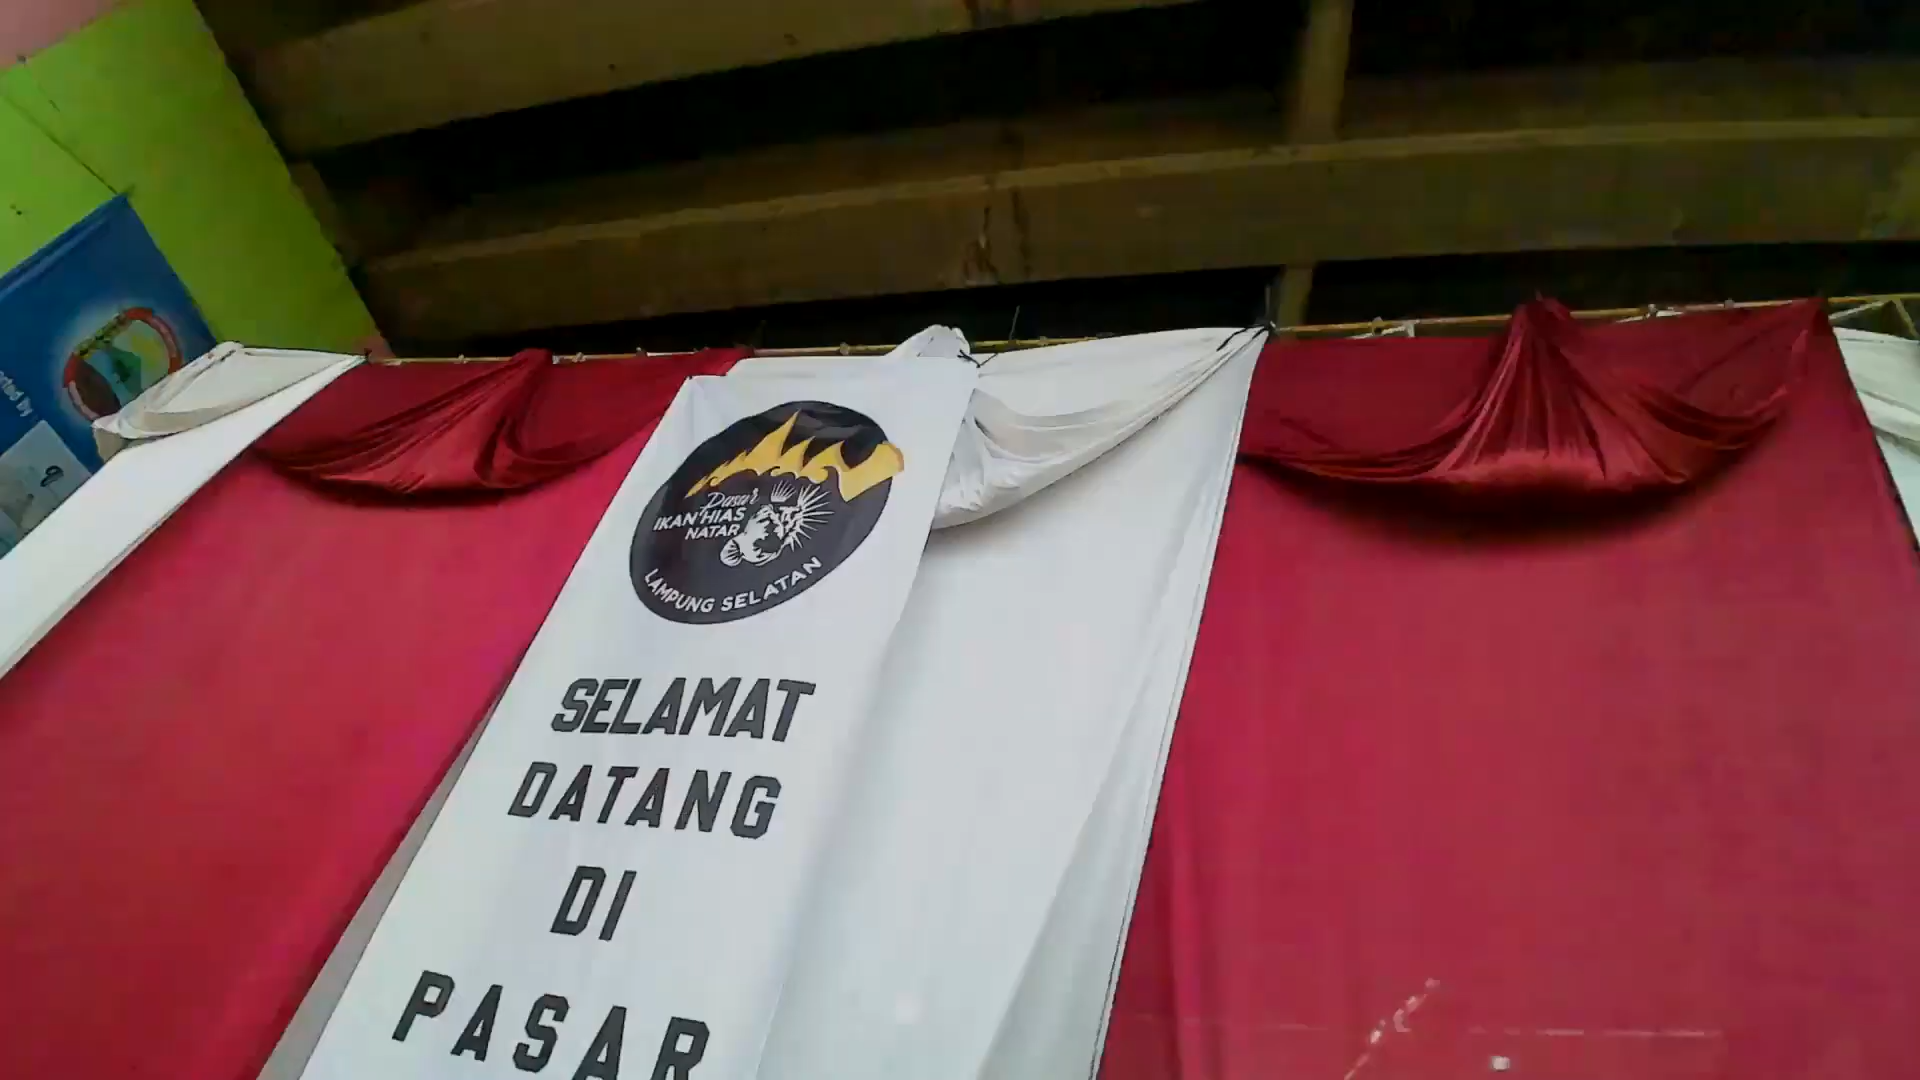 Pasar
IKAN HIAS
NATAR
LAMPUNG SELATAN
SELAMAT
DATANG
DI
PASAR